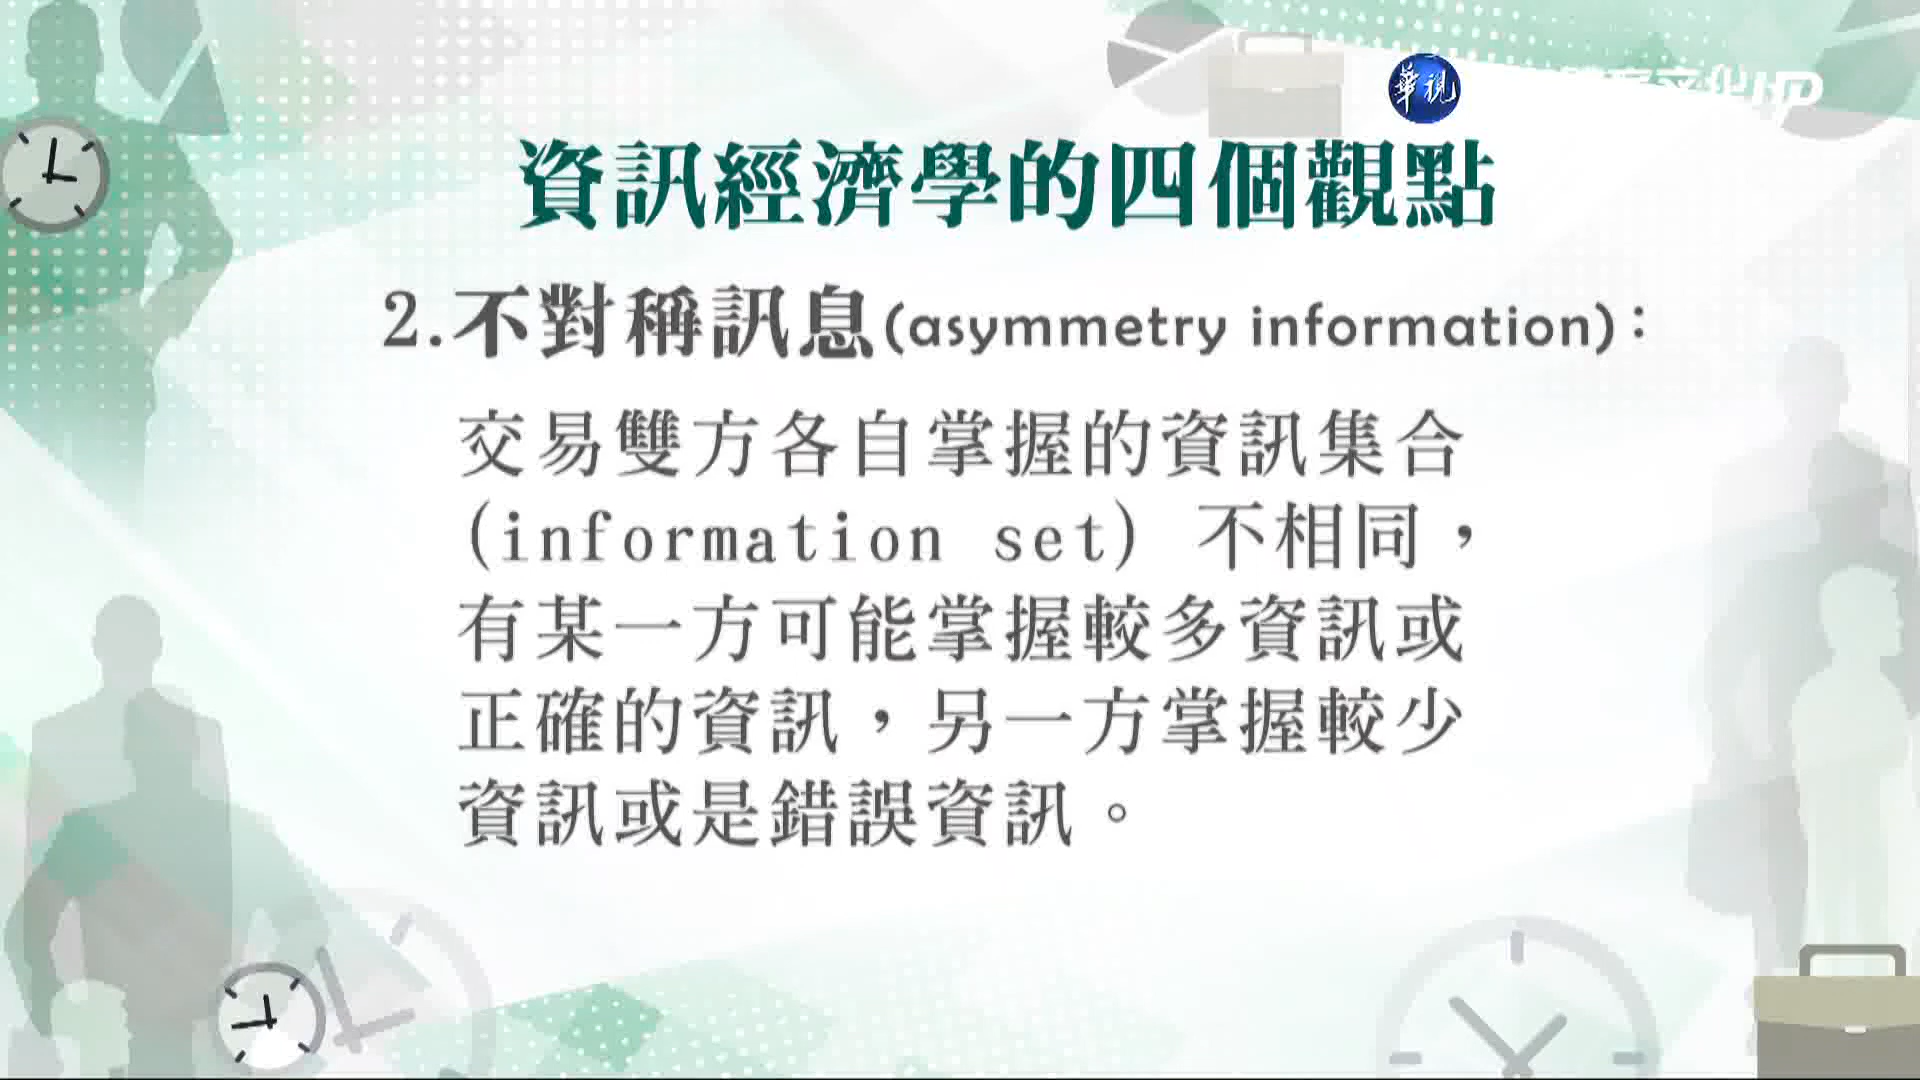 華視
資訊經濟學的四個觀點
2.不對稱訊息(asymmetry information)：
交易雙方各自掌握的資訊集合
(information set) 不相同，
有某一方可能掌握較多資訊或
正確的資訊，另一方掌握較少
資訊或是錯誤資訊。